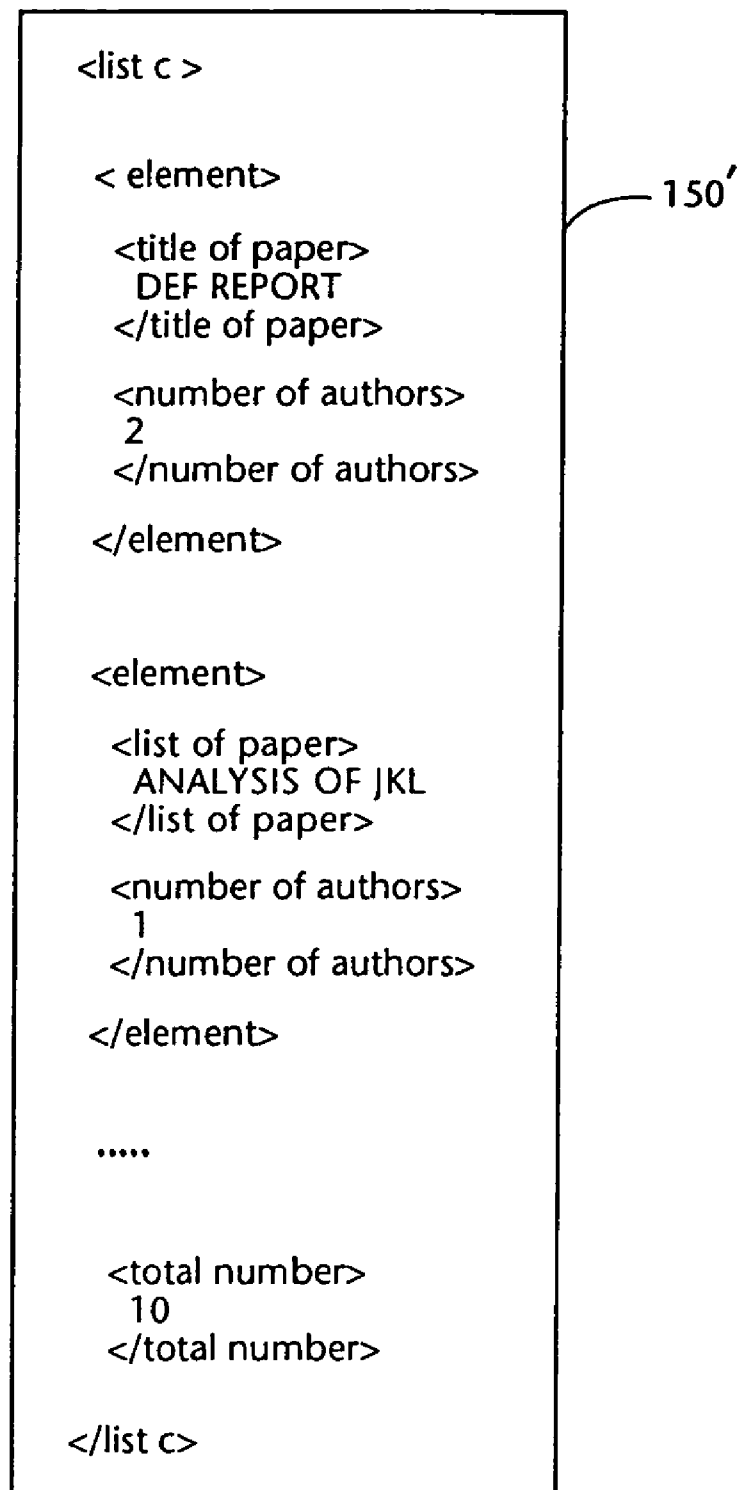 <list c >
< element>
150′
<title of paper>
DEF REPORT
</title of paper>
<number of authors>
2
</number of authors>
</element>
<element>
<list of paper>
ANALYSIS OF JKL
</list of paper>
<number of authors>
1
</number of authors>
</element>
.....
<total number>
10
</total number>
</list c>